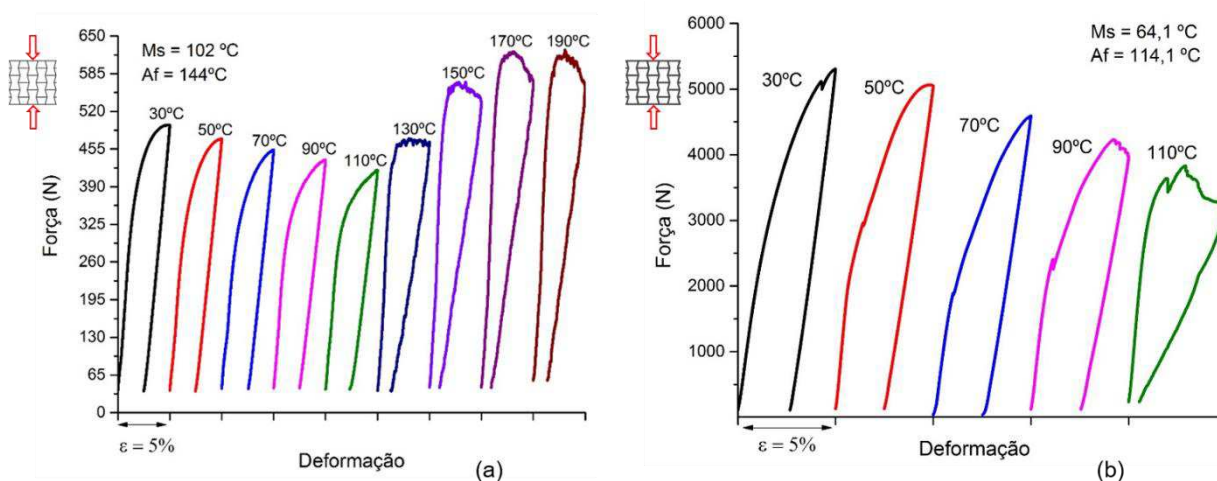 650
585
520
455
390
325
260
195
130
65
0
Força (N)
Ms = 102 ºC
Af = 144ºC
30ºC
50ºC
70ºC
90ºC
110ºC
130ºC
150ºC
170ºC
190ºC
ε = 5%
Deformação
(a)
6000
5000
4000
3000
2000
1000
Força (N)
Ms = 64,1 ºC
Af = 114,1 ºC
30ºC
50ºC
70ºC
90ºC
110ºC
ε = 5%
Deformação
(b)